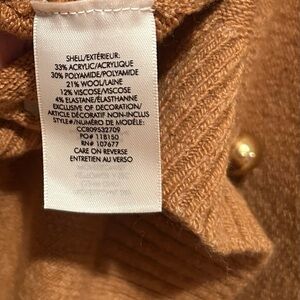 SHELL/EXTÉRIEUR:
33% ACRYLIC/ACRYLIQUE
30% POLYAMIDE/POLYAMIDE
21% WOOL/LAINE
12% VISCOSE/VISCOSE
4% ELASTANE/ÉLASTHANNE
EXCLUSIVE OF DECORATION/
ARTICLE DÉCORATIF NON-INCLUS
STYLE#/NUMÉRO DE MODÈLE:
CC809532709
PO# 118150
RN# 107677
CARE ON REVERSE
ENTRETIEN AU VERSO